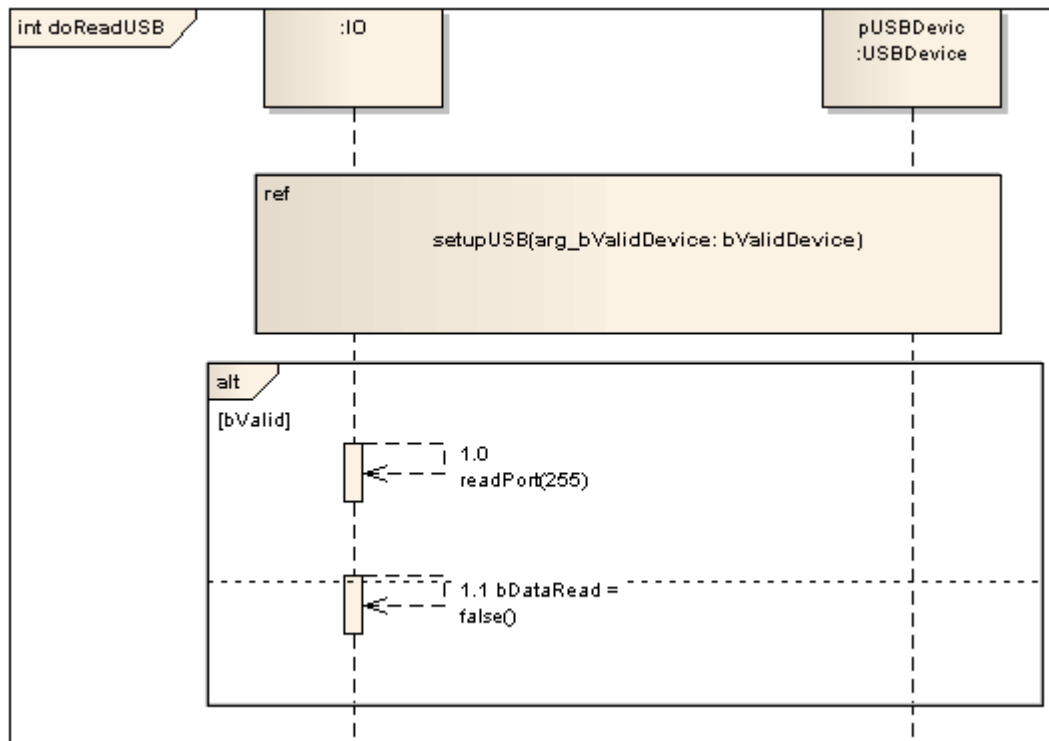 int doReadUSB
:IO
pUSBDevic
:USBDevice
ref
setupUSB(arg_bValidDevice: bValidDevice)
alt
[bValid]
1.0
readPort(255)
1.1 bDataRead =
false()